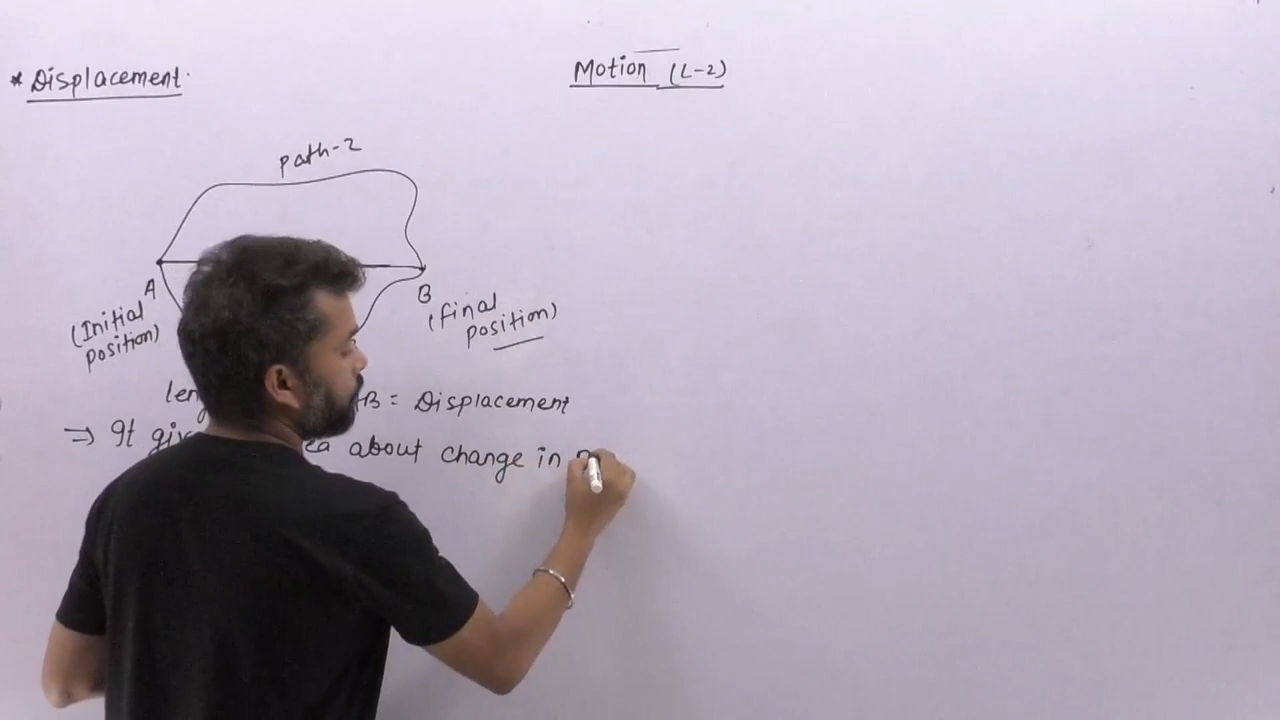 * Displacement
Motion (L-2)
path-2
A
(Initial
position)
B
(final
position)
= Displacement
⇒ It about change in